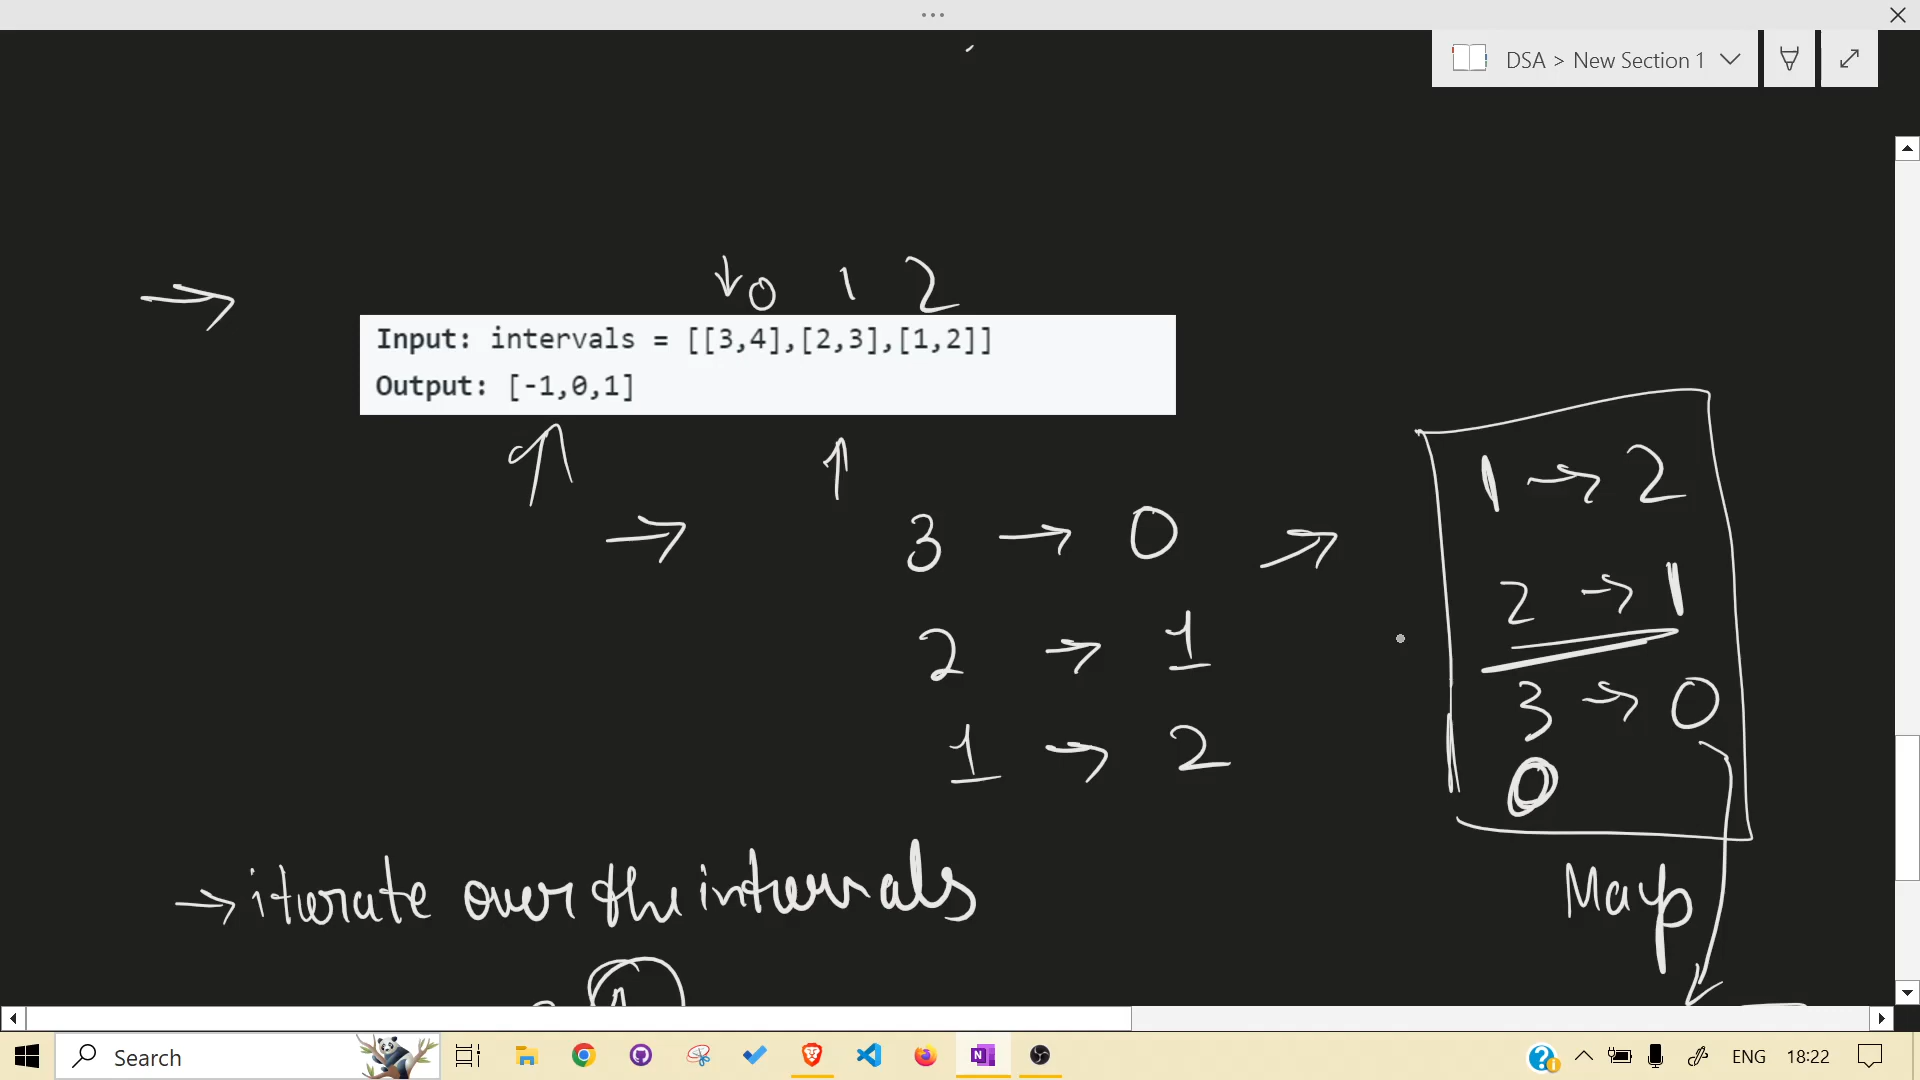 DSA > New Section 1
0 1 2
Input: intervals = [[3,4],[2,3],[1,2]]
Output: [-1,0,1]
3 → 0
2 → 1
1 → 2
1 → 2
2 → 1
3 → 0
0
Map
→ iterate over the intervals
Search
ENG 18:22